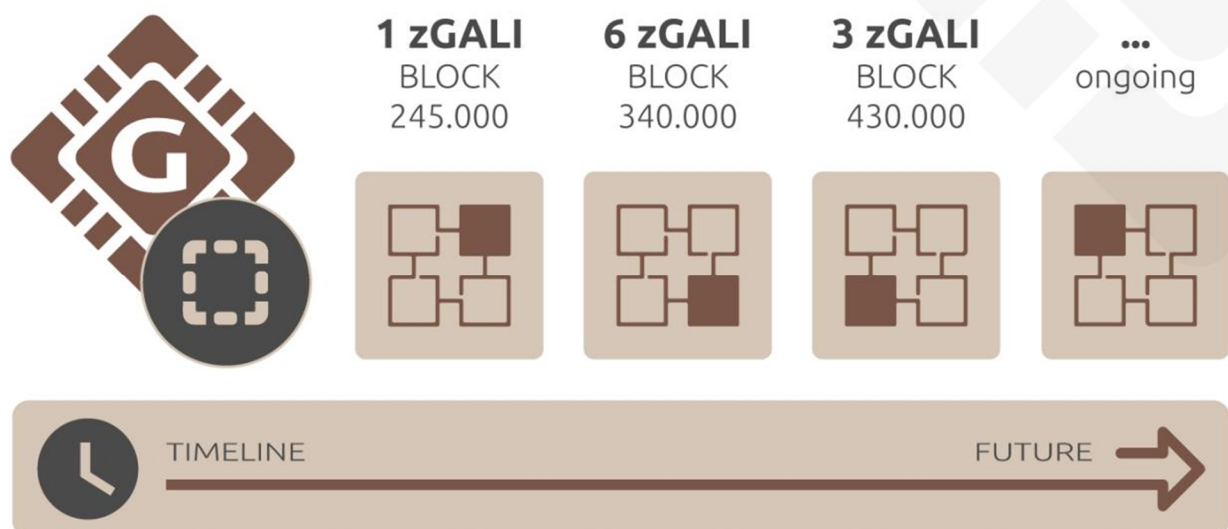 G
1 zGALI
BLOCK
245.000
6 zGALI
BLOCK
340.000
3 zGALI
BLOCK
430.000
...
ongoing
TIMELINE
FUTURE